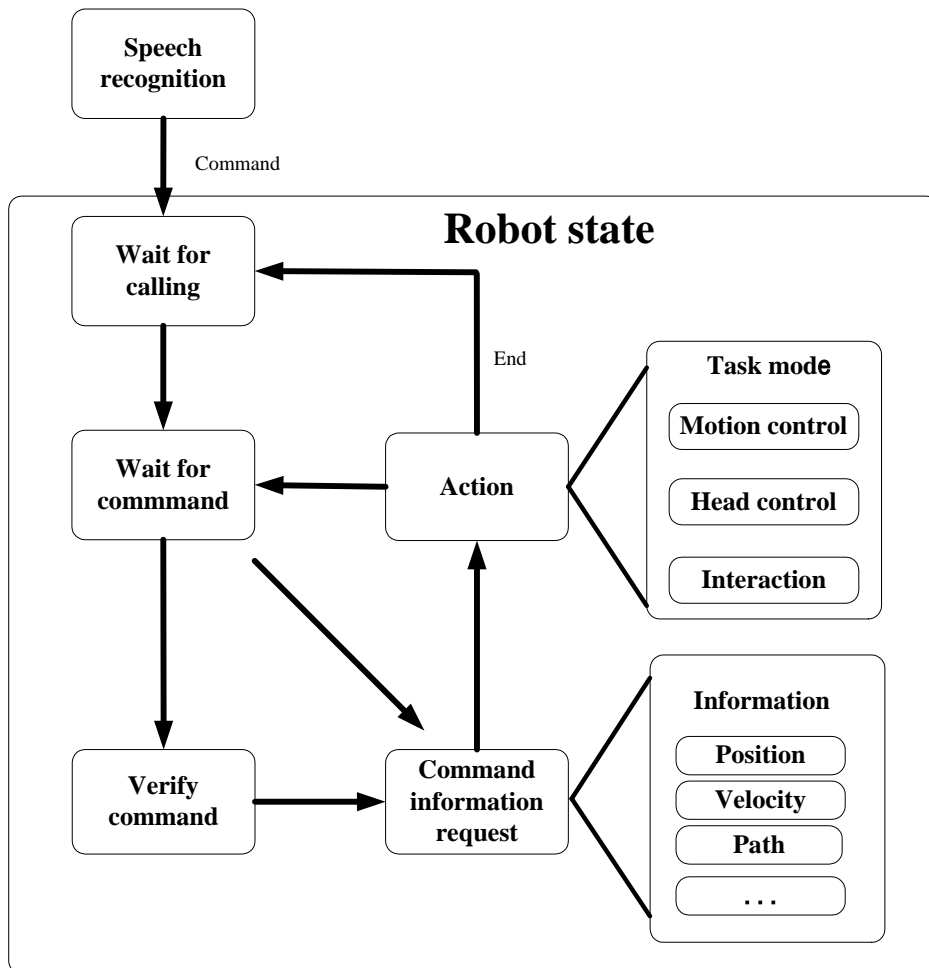 Speech
recognition
Command
Robot state
Wait for
calling
End
Task mode
Motion control
Wait for
commmand
Action
Head control
Interaction
Information
Verify
command
Command
information
request
Position
Velocity
Path
. . .